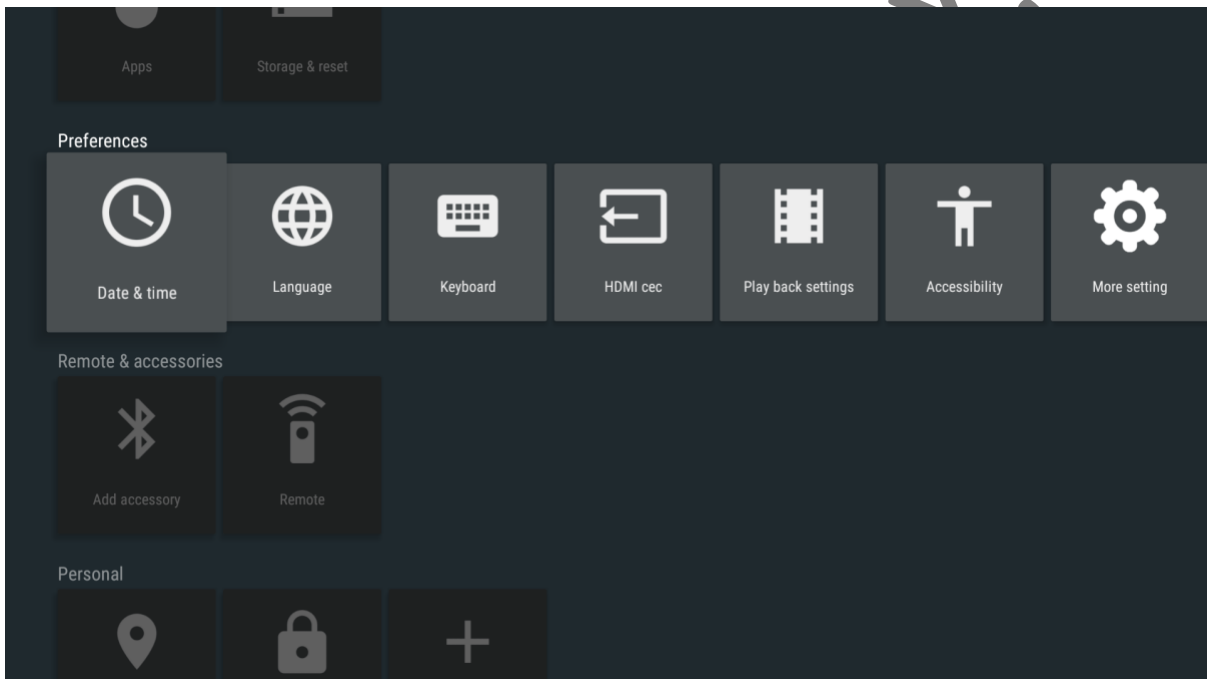 Apps
Storage & reset
Preferences
Date & time
Language
Keyboard
HDMI cec
Play back settings
Accessibility
More setting
Remote & accessories
Add accessory
Remote
Personal